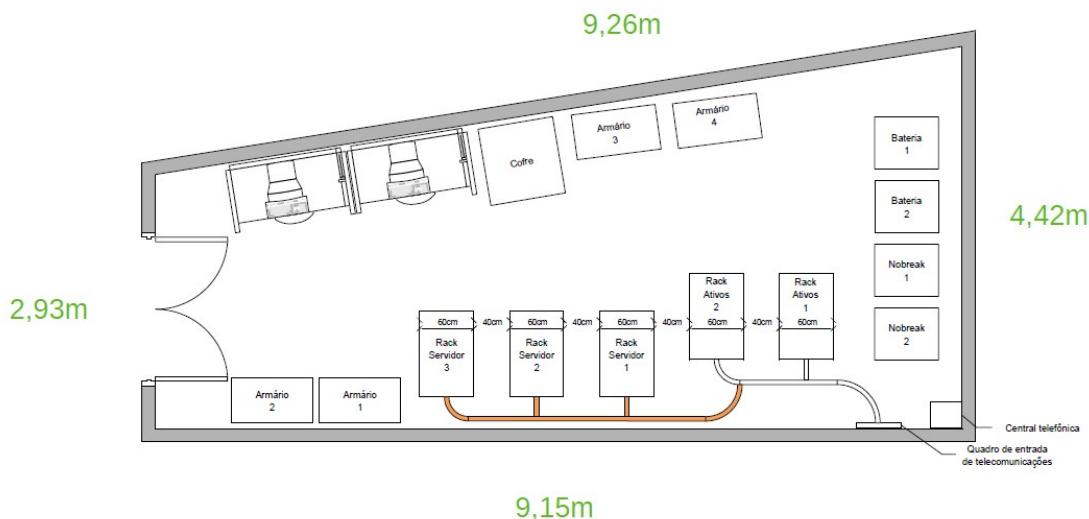 9,26m
Armário
4
Armário
3
Cofre
Bateria
1
Bateria
2
4,42m
Nobreak
1
Nobreak
2
2,93m
Rack
Ativos
2
Rack
Ativos
1
60cm
40cm
60cm
40cm
60cm
40cm
60cm
40cm
60cm
Rack
Servidor
3
Rack
Servidor
2
Rack
Servidor
1
Armário
2
Armário
1
Central telefônica
Quadro de entrada
de telecomunicações
9,15m